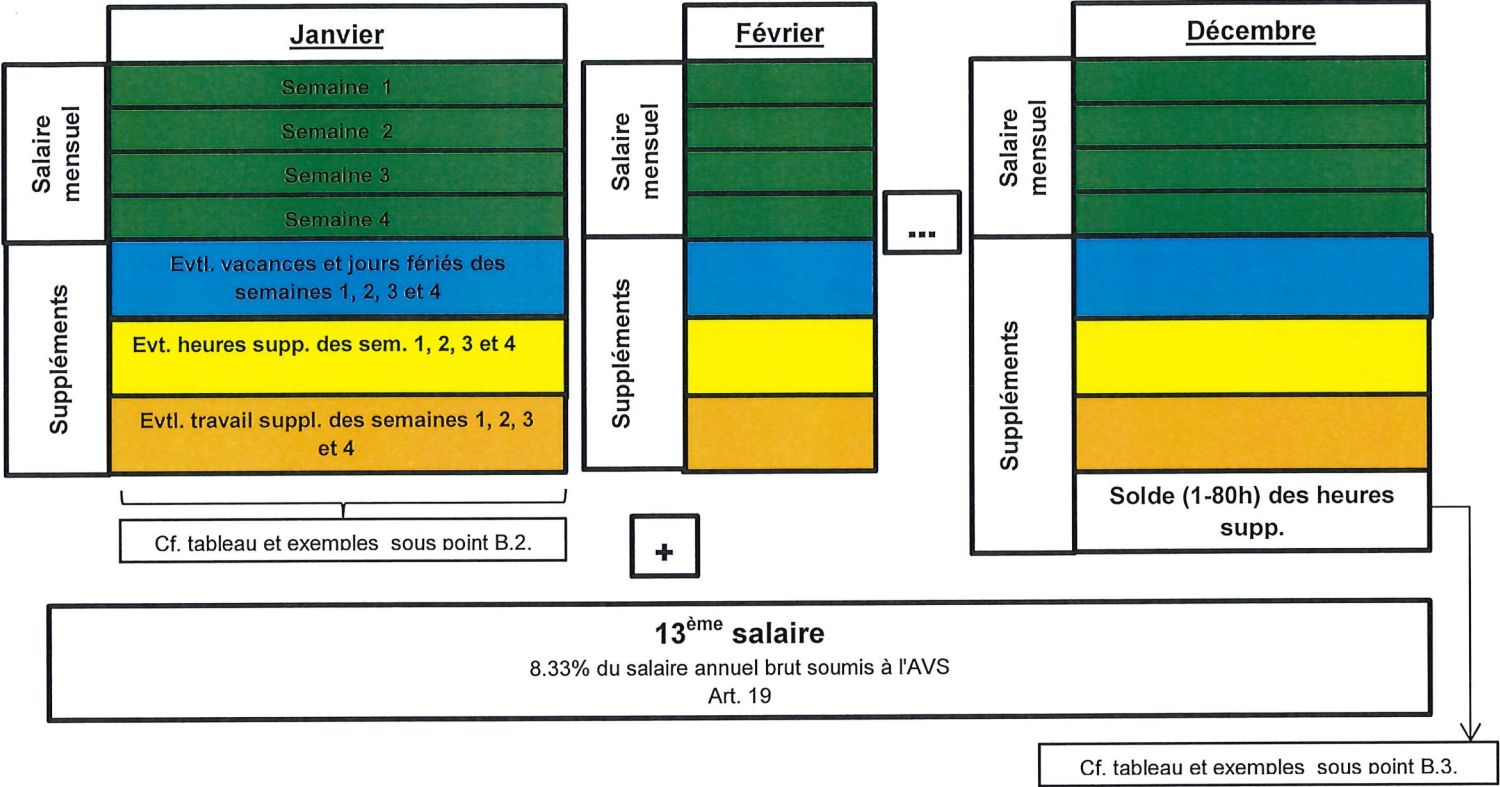 Janvier
Février
Décembre
Salaire
mensuel
Semaine 1
Semaine 2
Semaine 3
Semaine 4
Suppléments
Evtl. vacances et jours fériés des
semaines 1, 2, 3 et 4
Evt. heures supp. des sem. 1, 2, 3 et 4
Evtl. travail suppl. des semaines 1, 2, 3
et 4
Cf. tableau et exemples sous point B.2.
Salaire
mensuel
Suppléments
...
Salaire
mensuel
Suppléments
Solde (1-80h) des heures
supp.
+
13ème salaire
8.33% du salaire annuel brut soumis à l'AVS
Art. 19
Cf. tableau et exemples sous point B.3.